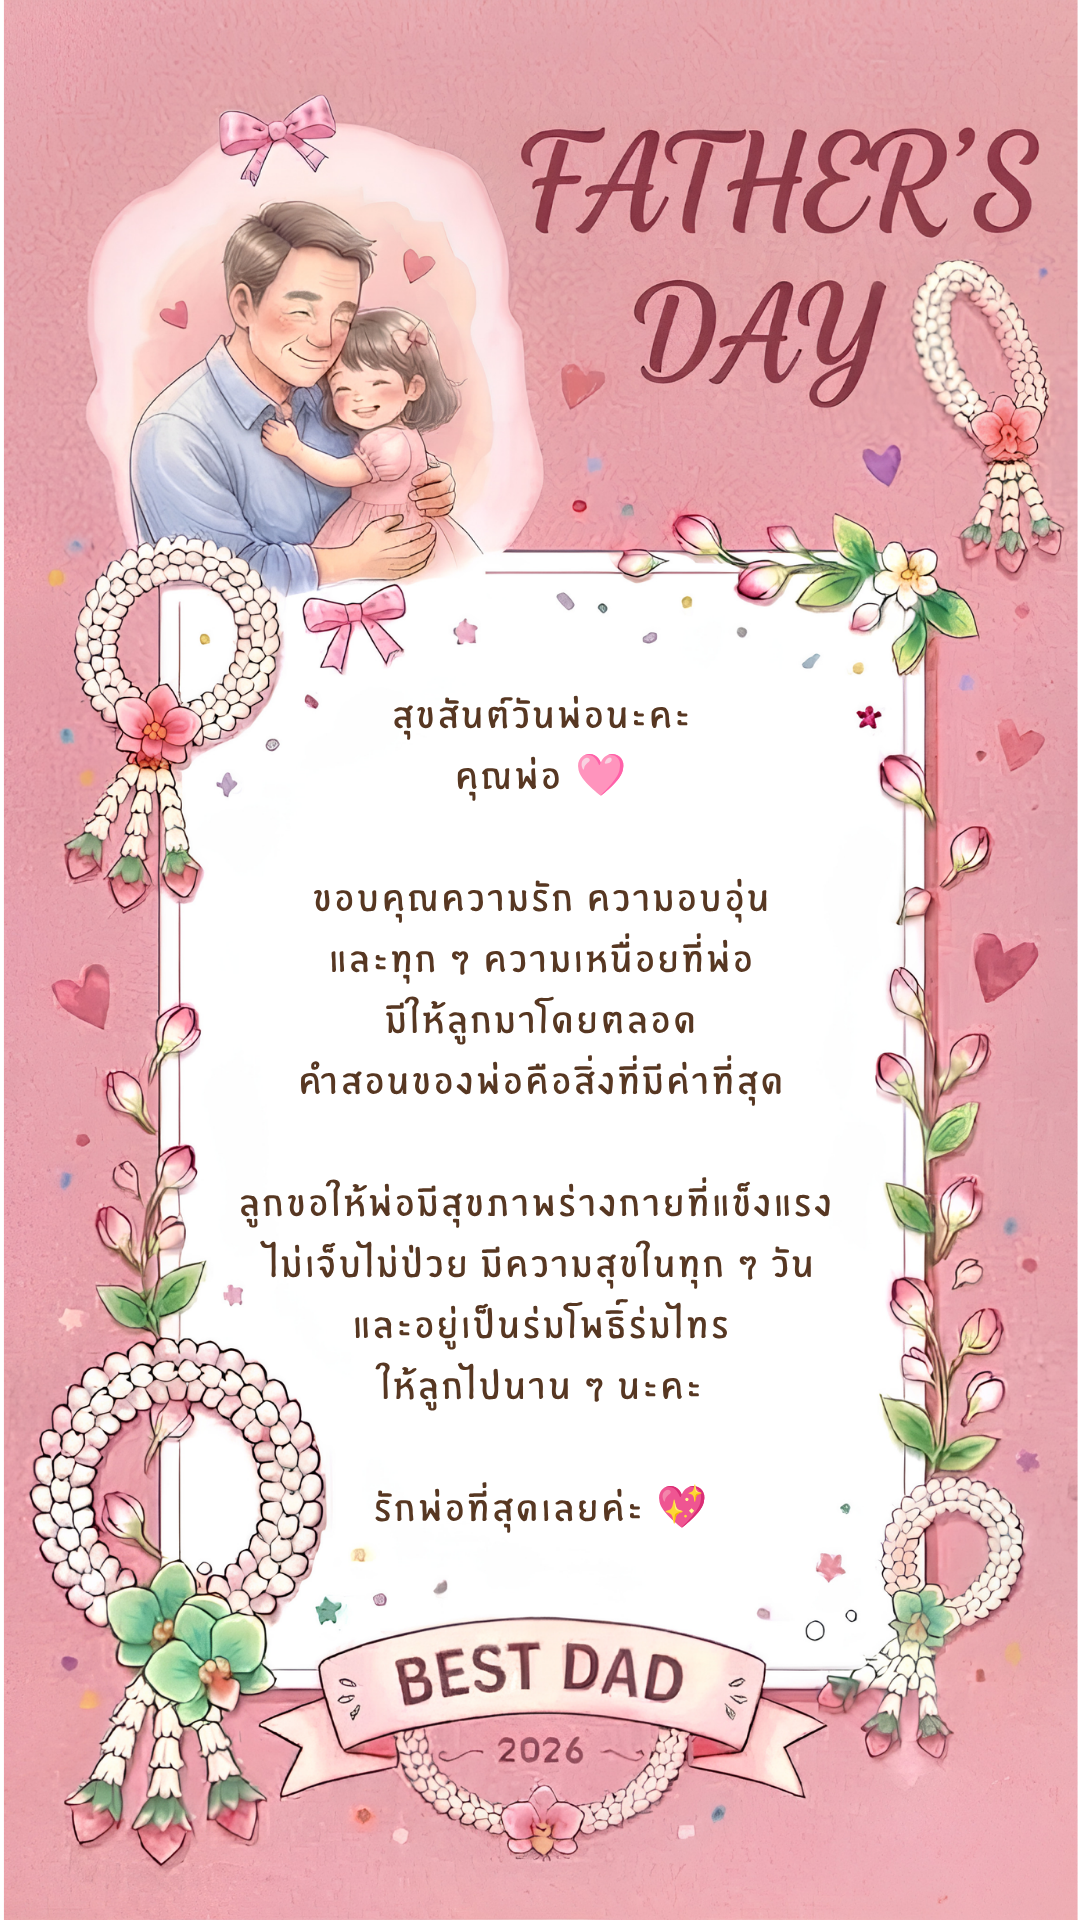 FATHER'S
DAY
สุขสันต์วันพ่อนะคะ
คุณพ่อ 🩷
ขอบคุณความรัก ความอบอุ่น
และทุก ๆ ความเหนื่อยที่พ่อ
มีให้ลูกมาโดยตลอด
คำสอนของพ่อคือสิ่งที่มีค่าที่สุด
ลูกขอให้พ่อมีสุขภาพร่างกายที่แข็งแรง
ไม่เจ็บไม่ป่วย มีความสุขในทุก ๆ วัน
และอยู่เป็นร่มโพธิ์ร่มไทร
ให้ลูกไปนาน ๆ นะคะ
รักพ่อที่สุดเลยค่ะ 💖
BEST DAD
2026